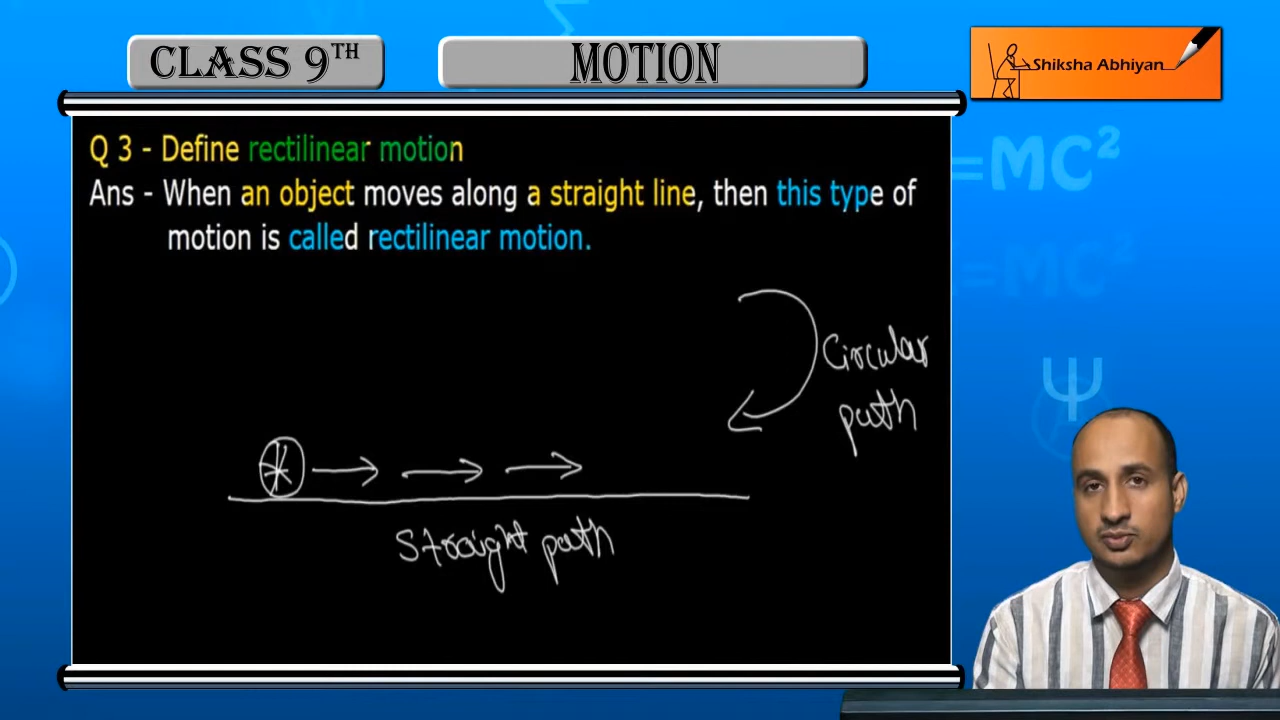 CLASS 9TH
MOTION
Shiksha Abhiyan
Q 3 - Define rectilinear motion
Ans - When an object moves along a straight line, then this type of
motion is called rectilinear motion.
Circular
path
Straight path
=MC²
=MC²
Ψ
Σ